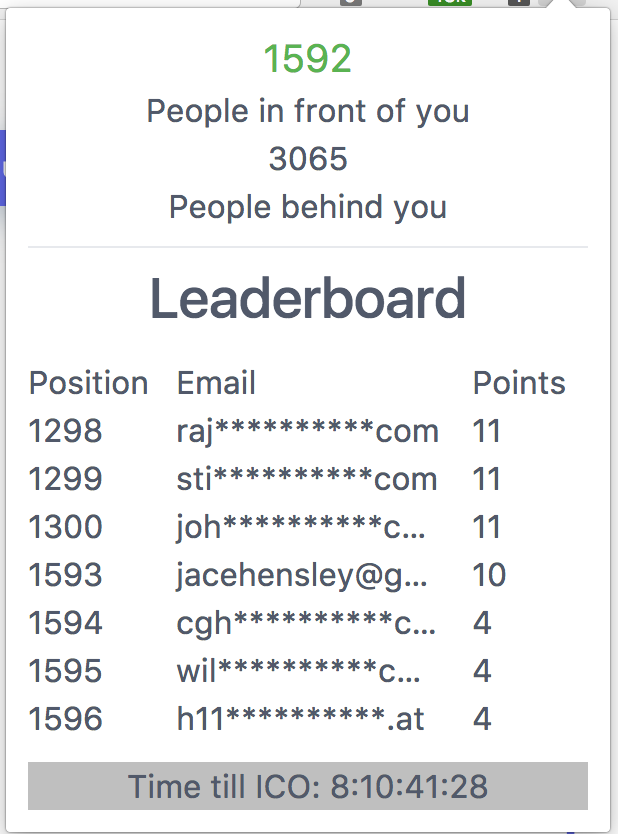 1592
People in front of you
3065
People behind you
Leaderboard
Position Email Points
1298 raj**********com 11
1299 sti**********com 11
1300 joh**********c... 11
1593 jacehensley@g... 10
1594 cgh**********c... 4
1595 wil**********c... 4
1596 h11**********.at 4
Time till ICO: 8:10:41:28